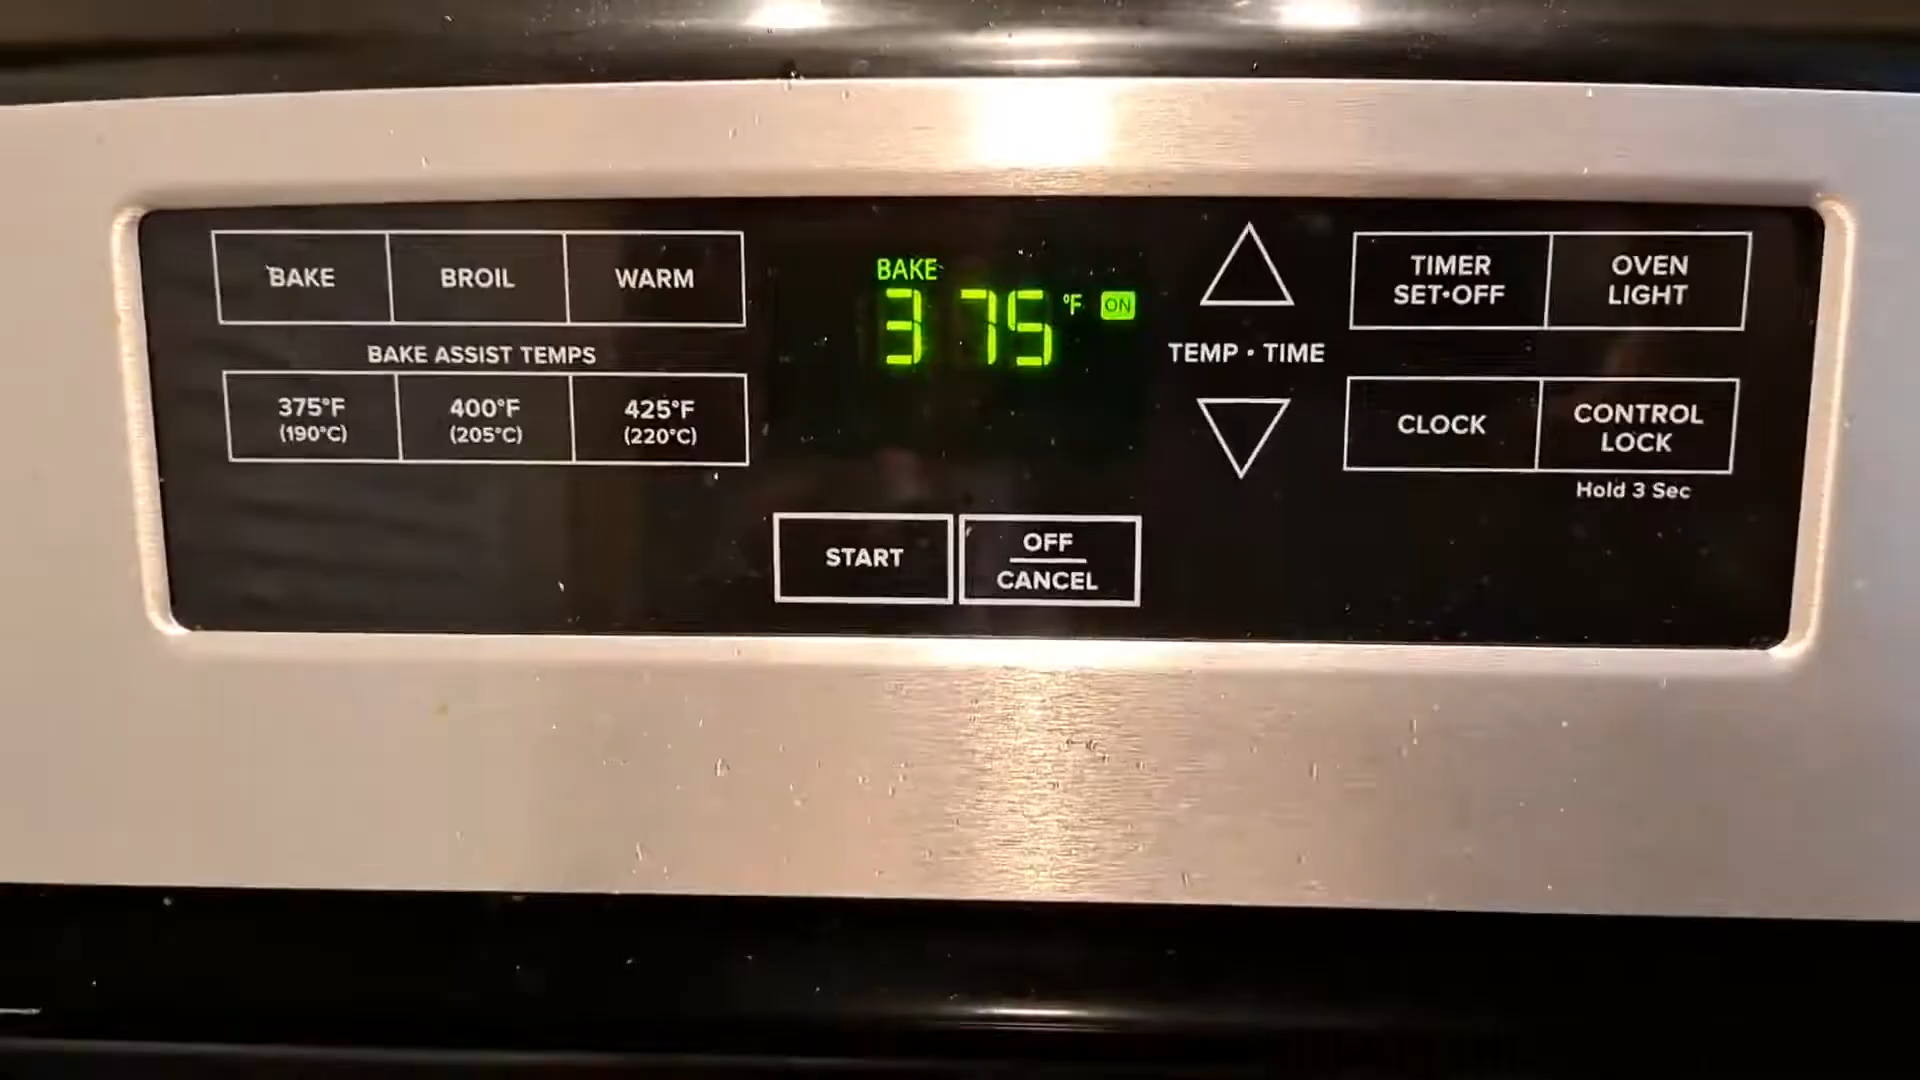 BAKE
BROIL
WARM
BAKE ASSIST TEMPS
375°F
(190°C)
400°F
(205°C)
425°F
(220°C)
BAKE
375 °F ON
START
OFF
CANCEL
TEMP • TIME
TIMER
SET•OFF
OVEN
LIGHT
CLOCK
CONTROL
LOCK
Hold 3 Sec